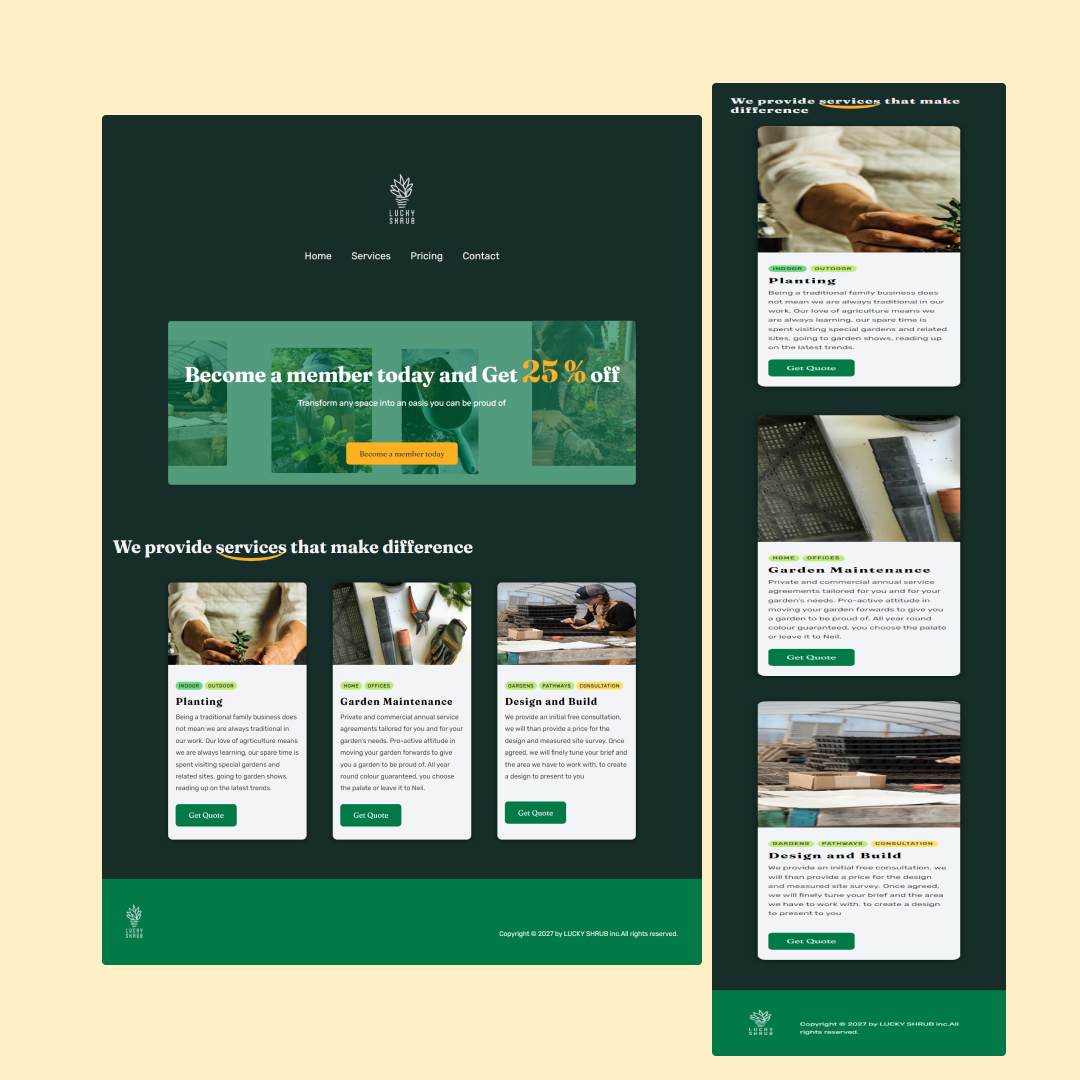 LUCKY
SHRUB
Home Services Pricing Contact
Become a member today and Get 25 % off
Transform any space into an oasis you can be proud of
Become a member today
We provide services that make difference
INDOOR OUTDOOR
Planting
Being a traditional family business does
not mean we are always traditional in
our work. Our love of agriculture means
we are always learning, our spare time is
spent visiting special gardens and
related sites, going to garden shows,
reading up on the latest trends.
Get Quote
HOME OFFICES
Garden Maintenance
Private and commercial annual service
agreements tailored for you and for your
garden's needs. Pro-active attitude in
moving your garden forwards to give
you a garden to be proud of. All year
round colour guaranteed, you choose
the palate or leave it to Neil.
Get Quote
GARDENS PATHWAYS CONSULTATION
Design and Build
We provide an initial free consultation,
we will than provide a price for the
design and measured site survey. Once
agreed, we will finely tune your brief and
the area we have to work with, to create
a design to present to you
Get Quote
LUCKY
SHRUB
Copyright © 2027 by LUCKY SHRUB inc.All rights reserved.
We provide services that make
difference
INDOOR OUTDOOR
Planting
Being a traditional family business does
not mean we are always traditional in our
work. Our love of agriculture means we
are always learning, our spare time is
spent visiting special gardens and related
sites, going to garden shows, reading up
on the latest trends.
Get Quote
HOME OFFICES
Garden Maintenance
Private and commercial annual service
agreements tailored for you and for your
garden's needs. Pro-active attitude in
moving your garden forwards to give you
a garden to be proud of. All year round
colour guaranteed, you choose the palate
or leave it to Neil.
Get Quote
GARDENS PATHWAYS CONSULTATION
Design and Build
We provide an initial free consultation, we
will than provide a price for the design
and measured site survey. Once agreed,
we will finely tune your brief and the area
we have to work with, to create a design
to present to you
Get Quote
LUCKY
SHRUB
Copyright © 2027 by LUCKY SHRUB inc.All
rights reserved.